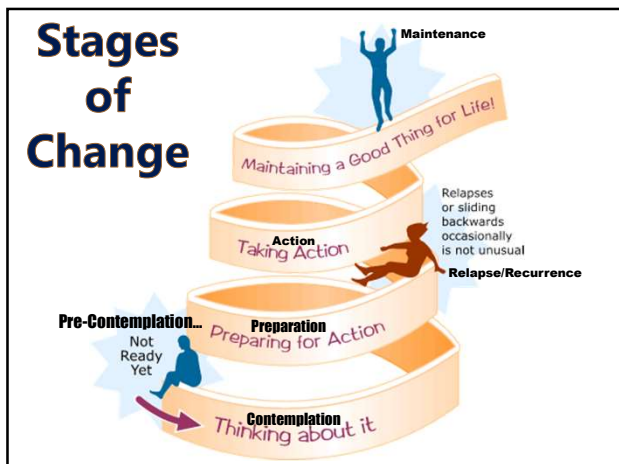 Stages
of
Change
Maintenance
Maintaining a Good Thing for Life!
Relapses
or sliding
backwards
occasionally
is not unusual
Action
Taking Action
Relapse/Recurrence
Pre-Contemplation...
Not
Ready
Yet
Preparation
Preparing for Action
Contemplation
Thinking about it